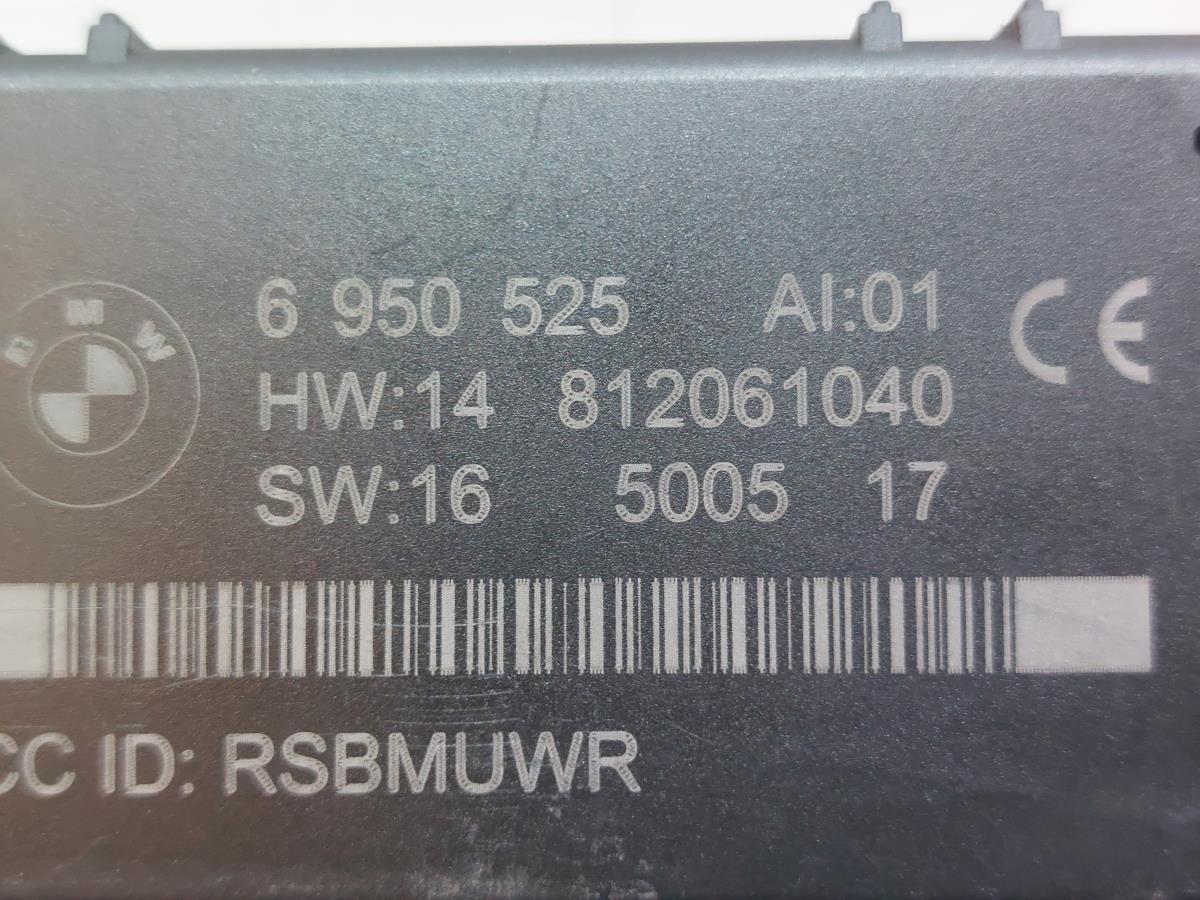 BMW
6 950 525 AI:01 CE
HW:14 812061040
SW:16 5005 17
CC ID: RSBMUWR